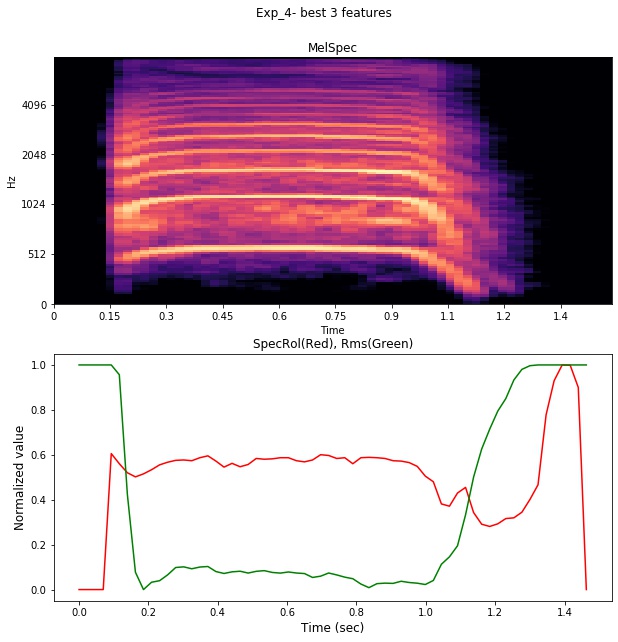 Exp_4- best 3 features
MelSpec
4096
2048
1024
512
0
Hz
0 0.15 0.3 0.45 0.6 0.75 0.9 1.1 1.2 1.4
Time
SpecRol(Red), Rms(Green)
1.0
0.8
0.6
0.4
0.2
0.0
Normalized value
0.0 0.2 0.4 0.6 0.8 1.0 1.2 1.4
Time (sec)